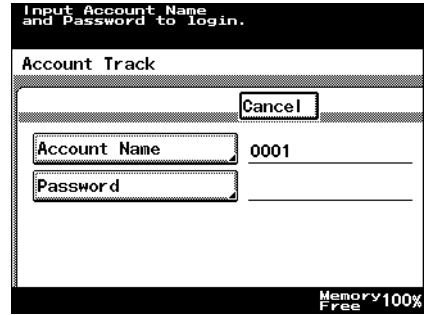 Input Account Name
and Password to login.
Account Track
Cancel
Account Name 0001
Password
Memory
Free 100%